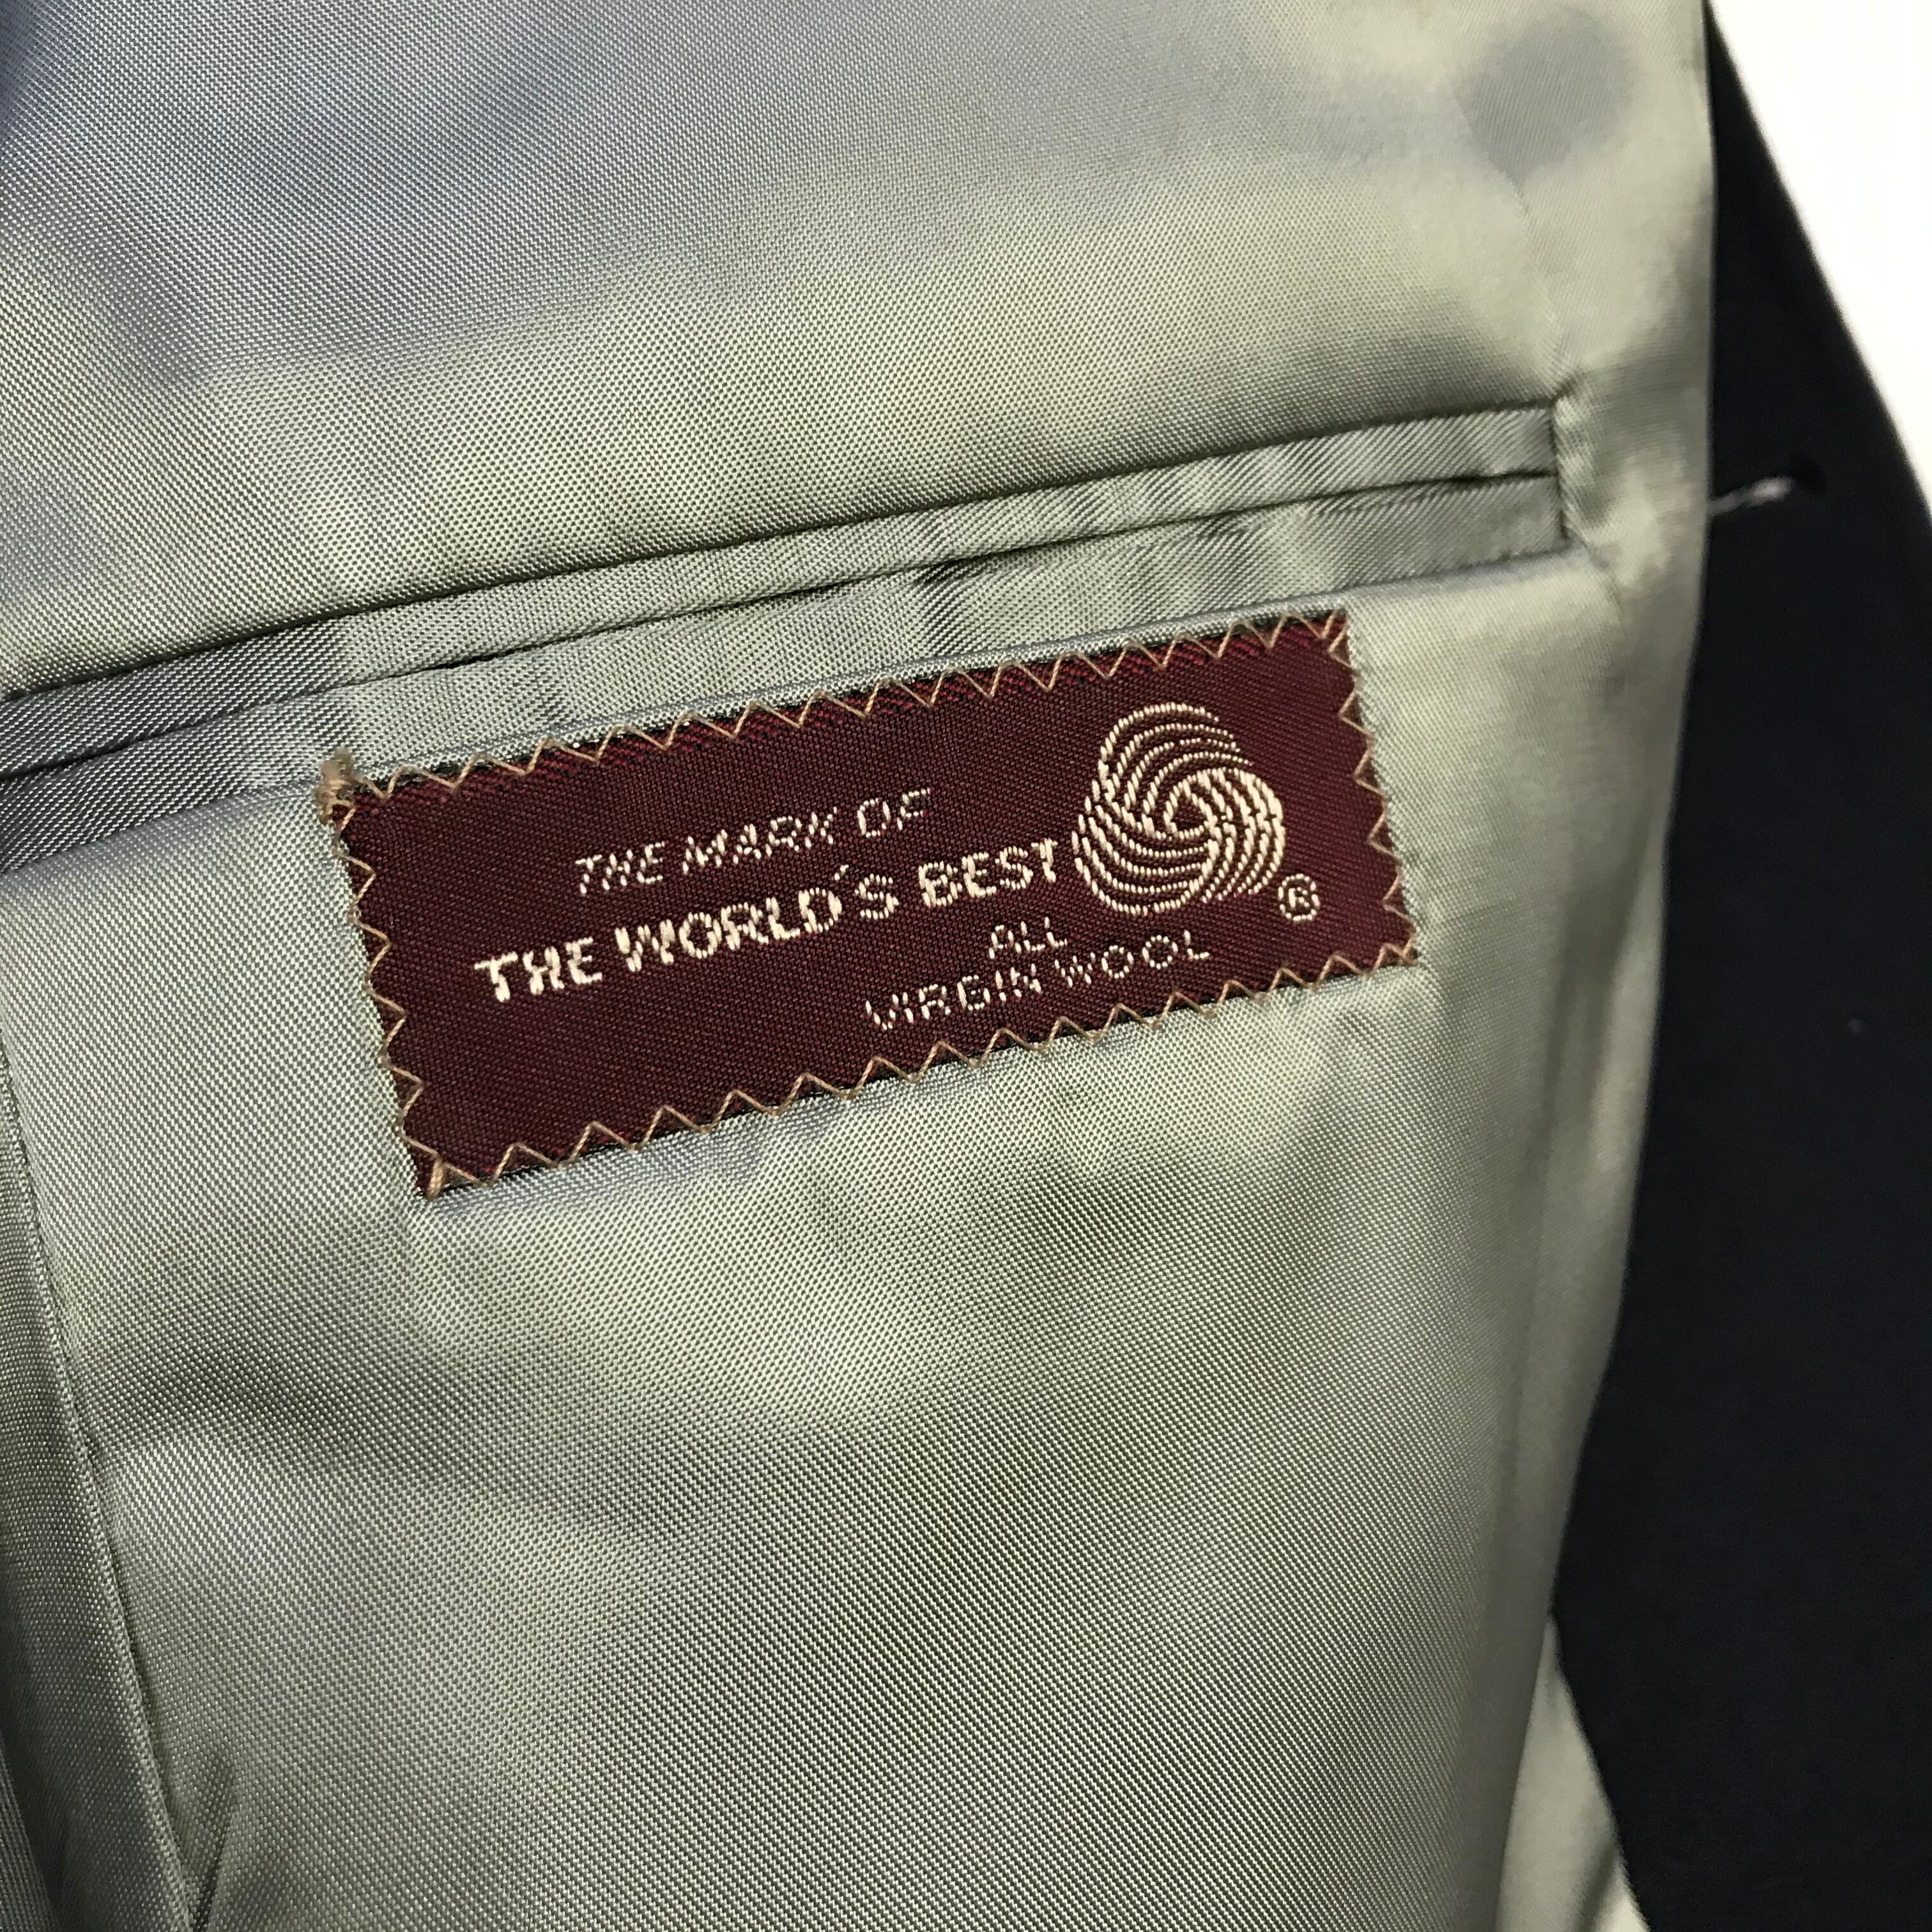 THE MARK OF
THE WORLD'S BEST
®
ALL
VIRGIN WOOL